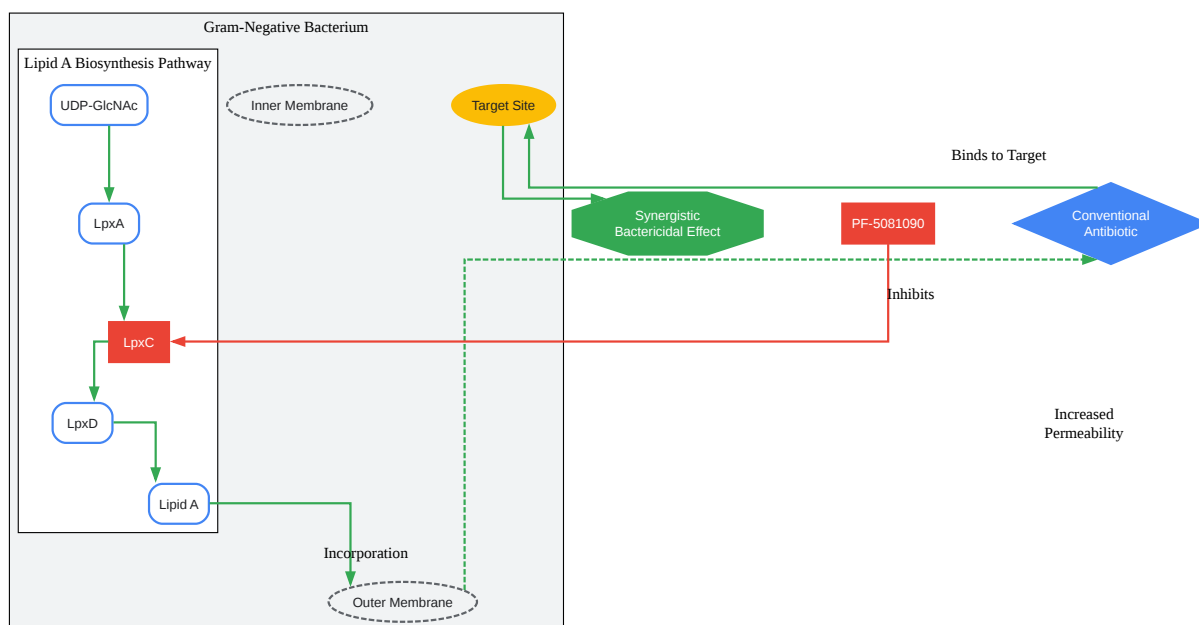 Gram-Negative Bacterium
Lipid A Biosynthesis Pathway
UDP-GlcNAc
Inner Membrane
Target Site
Binds to Target
LpxA
Synergistic
Bactericidal Effect
PF-5081090
Conventional
Antibiotic
Inhibits
LpxC
LpxD
Increased
Permeability
Lipid A
Incorporation
Outer Membrane